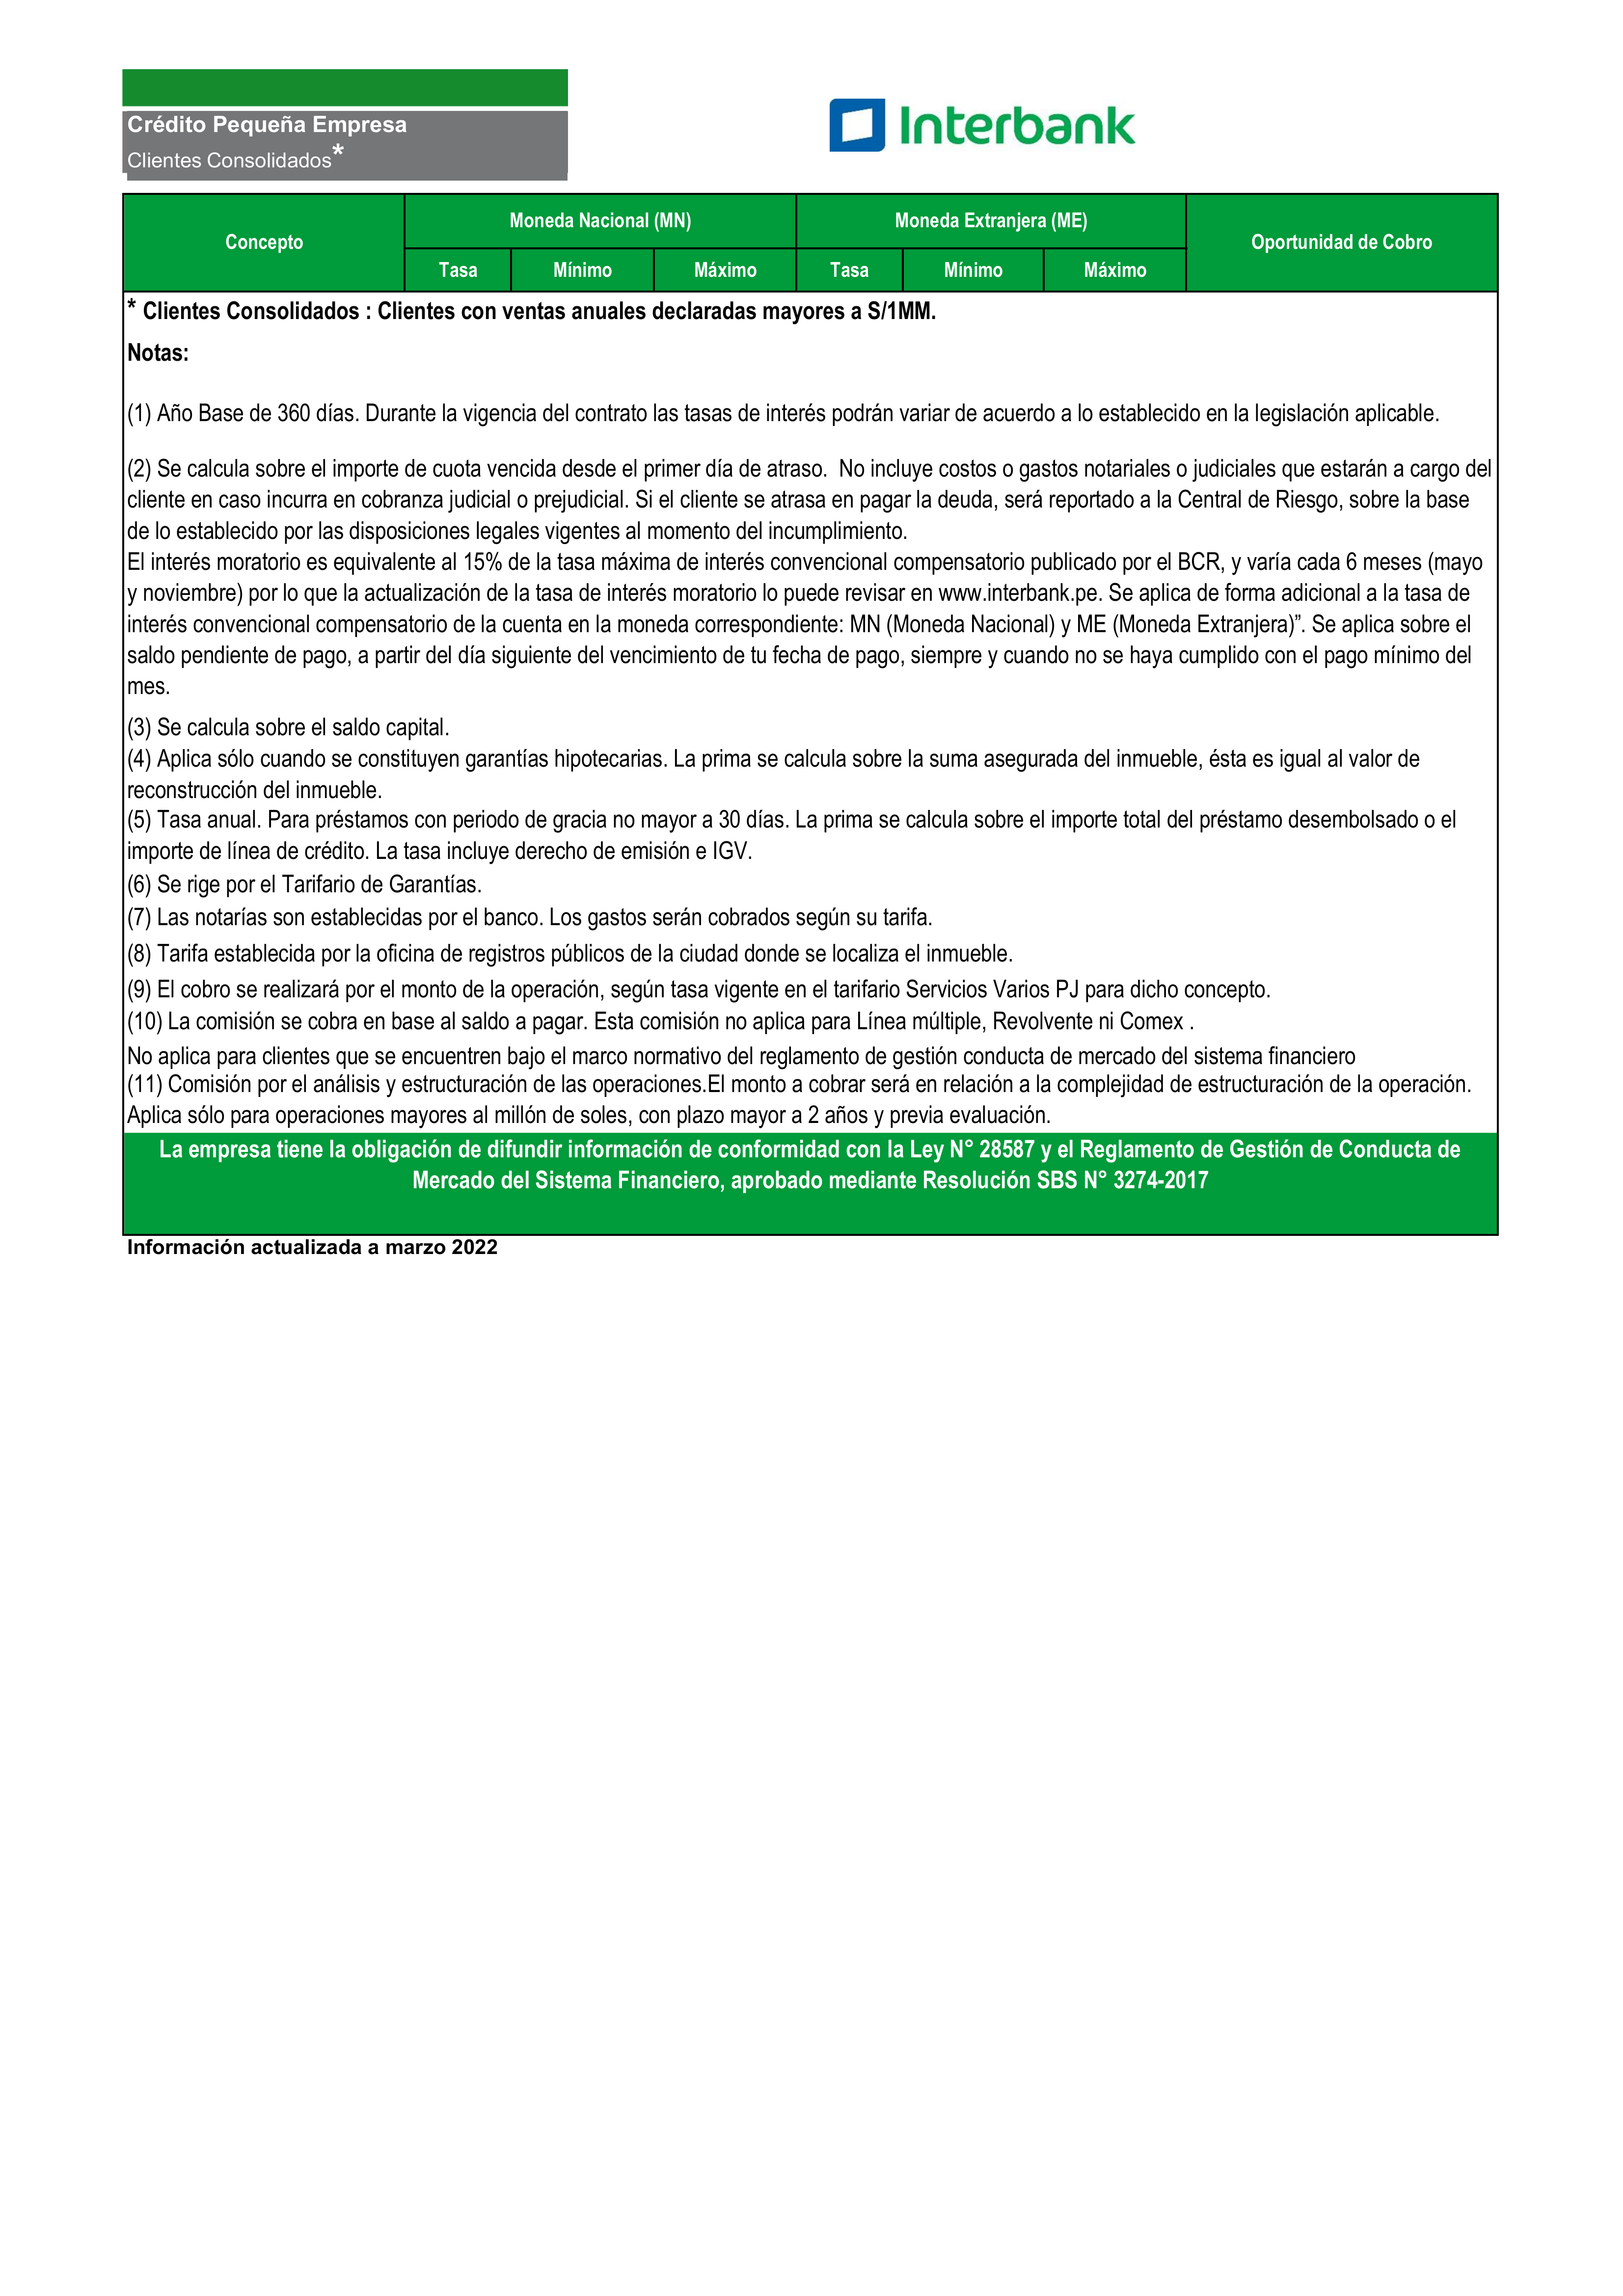 Crédito Pequeña Empresa
Clientes Consolidados*
Interbank
Concepto
Moneda Nacional (MN)
Moneda Extranjera (ME)
Oportunidad de Cobro
Tasa
Mínimo
Máximo
Tasa
Mínimo
Máximo
* Clientes Consolidados : Clientes con ventas anuales declaradas mayores a S/1MM.
Notas:
(1) Año Base de 360 días. Durante la vigencia del contrato las tasas de interés podrán variar de acuerdo a lo establecido en la legislación aplicable.
(2) Se calcula sobre el importe de cuota vencida desde el primer día de atraso.  No incluye costos o gastos notariales o judiciales que estarán a cargo del
cliente en caso incurra en cobranza judicial o prejudicial. Si el cliente se atrasa en pagar la deuda, será reportado a la Central de Riesgo, sobre la base
de lo establecido por las disposiciones legales vigentes al momento del incumplimiento.
El interés moratorio es equivalente al 15% de la tasa máxima de interés convencional compensatorio publicado por el BCR, y varía cada 6 meses (mayo
y noviembre) por lo que la actualización de la tasa de interés moratorio lo puede revisar en www.interbank.pe. Se aplica de forma adicional a la tasa de
interés convencional compensatorio de la cuenta en la moneda correspondiente: MN (Moneda Nacional) y ME (Moneda Extranjera)”. Se aplica sobre el
saldo pendiente de pago, a partir del día siguiente del vencimiento de tu fecha de pago, siempre y cuando no se haya cumplido con el pago mínimo del
mes.
(3) Se calcula sobre el saldo capital.
(4) Aplica sólo cuando se constituyen garantías hipotecarias. La prima se calcula sobre la suma asegurada del inmueble, ésta es igual al valor de
reconstrucción del inmueble.
(5) Tasa anual. Para préstamos con periodo de gracia no mayor a 30 días. La prima se calcula sobre el importe total del préstamo desembolsado o el
importe de línea de crédito. La tasa incluye derecho de emisión e IGV.
(6) Se rige por el Tarifario de Garantías.
(7) Las notarías son establecidas por el banco. Los gastos serán cobrados según su tarifa.
(8) Tarifa establecida por la oficina de registros públicos de la ciudad donde se localiza el inmueble.
(9) El cobro se realizará por el monto de la operación, según tasa vigente en el tarifario Servicios Varios PJ para dicho concepto.
(10) La comisión se cobra en base al saldo a pagar. Esta comisión no aplica para Línea múltiple, Revolvente ni Comex .
No aplica para clientes que se encuentren bajo el marco normativo del reglamento de gestión conducta de mercado del sistema financiero
(11) Comisión por el análisis y estructuración de las operaciones.El monto a cobrar será en relación a la complejidad de estructuración de la operación.
Aplica sólo para operaciones mayores al millón de soles, con plazo mayor a 2 años y previa evaluación.
La empresa tiene la obligación de difundir información de conformidad con la Ley N° 28587 y el Reglamento de Gestión de Conducta de
Mercado del Sistema Financiero, aprobado mediante Resolución SBS N° 3274-2017
Información actualizada a marzo 2022